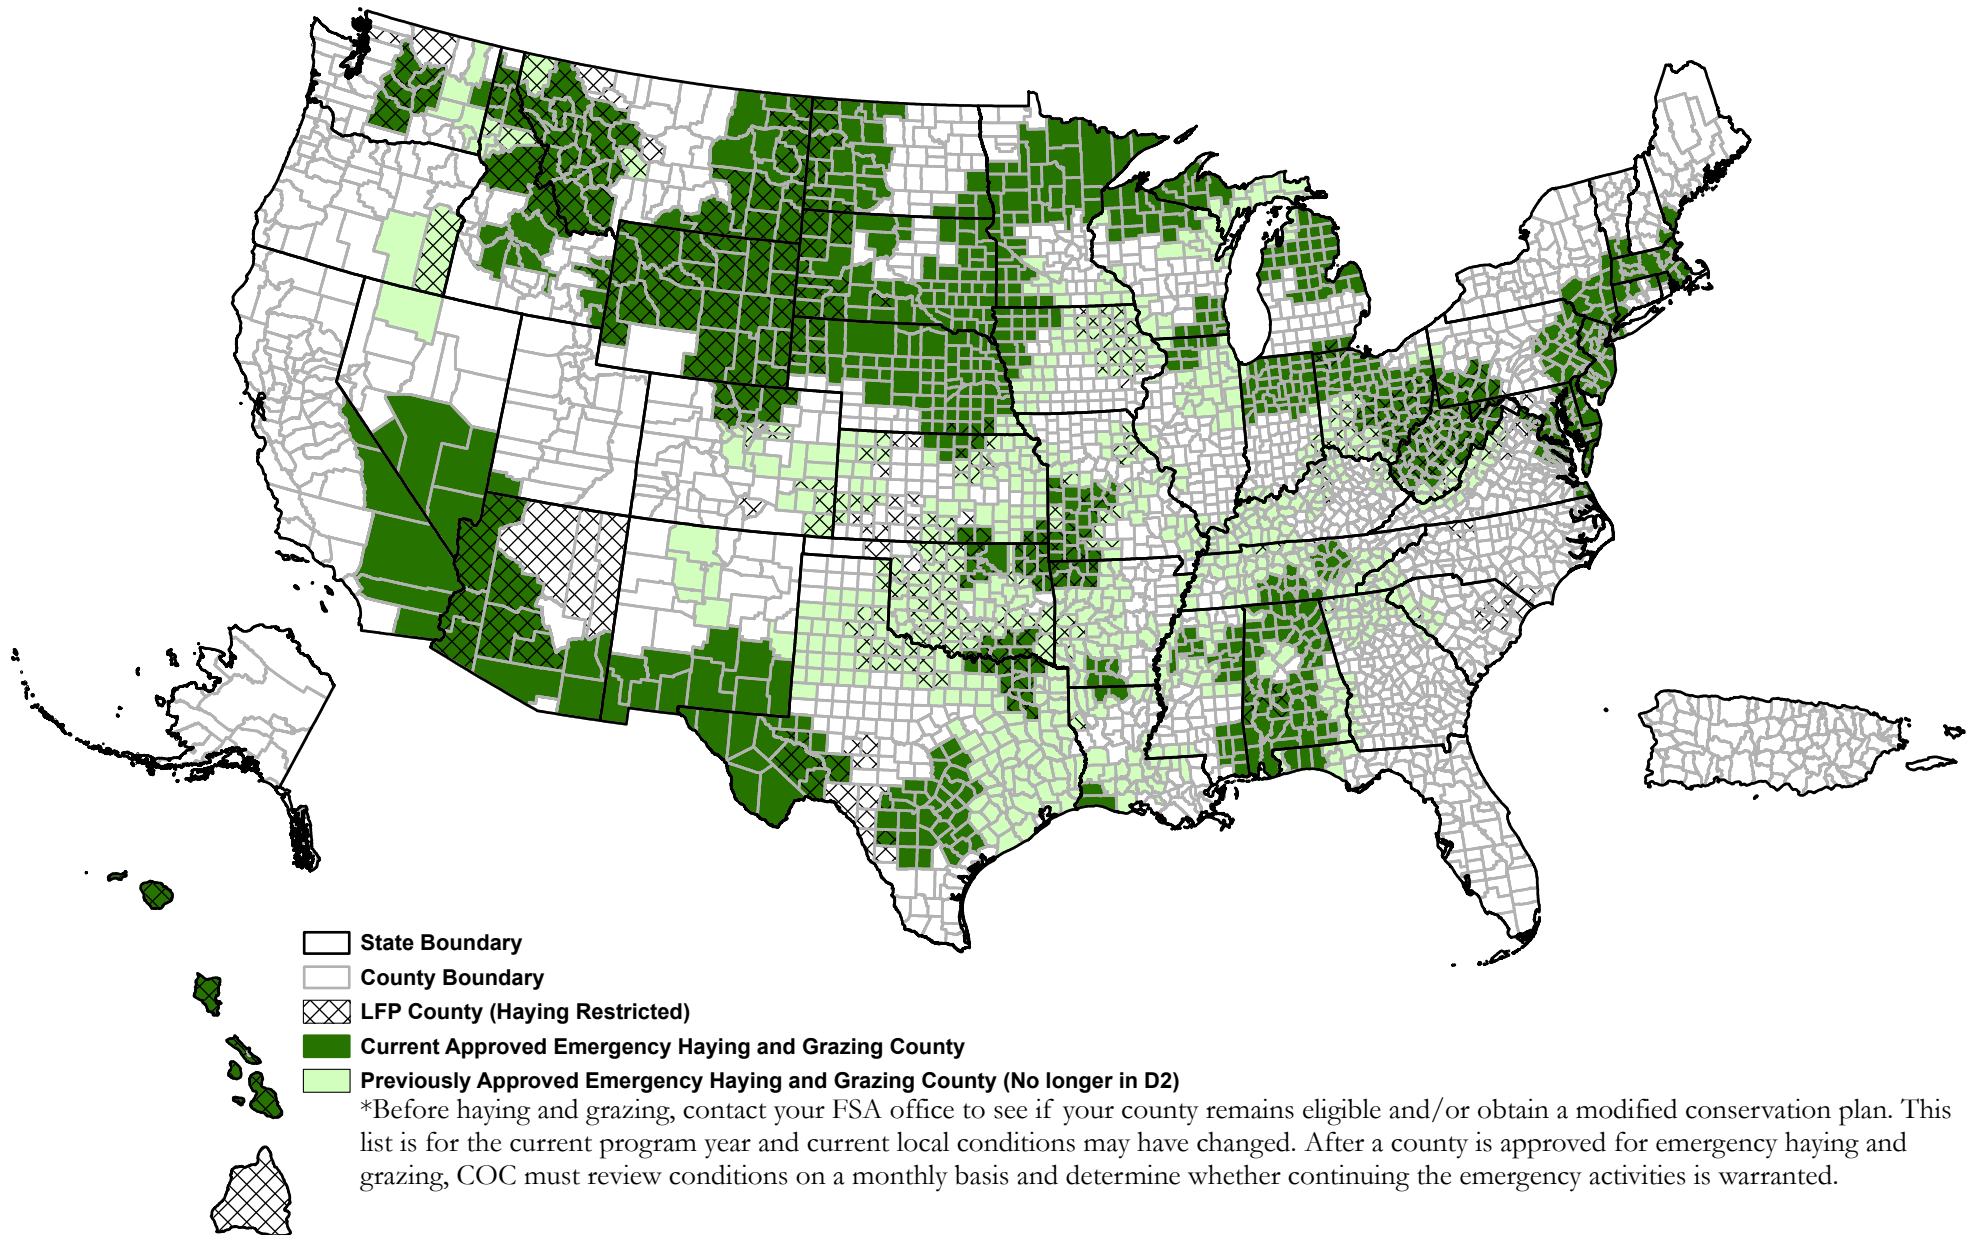 State Boundary
County Boundary
LFP County (Haying Restricted)
Current Approved Emergency Haying and Grazing County
Previously Approved Emergency Haying and Grazing County (No longer in D2)
*Before haying and grazing, contact your FSA office to see if your county remains eligible and/or obtain a modified conservation plan. This
list is for the current program year and current local conditions may have changed. After a county is approved for emergency haying and
grazing, COC must review conditions on a monthly basis and determine whether continuing the emergency activities is warranted.